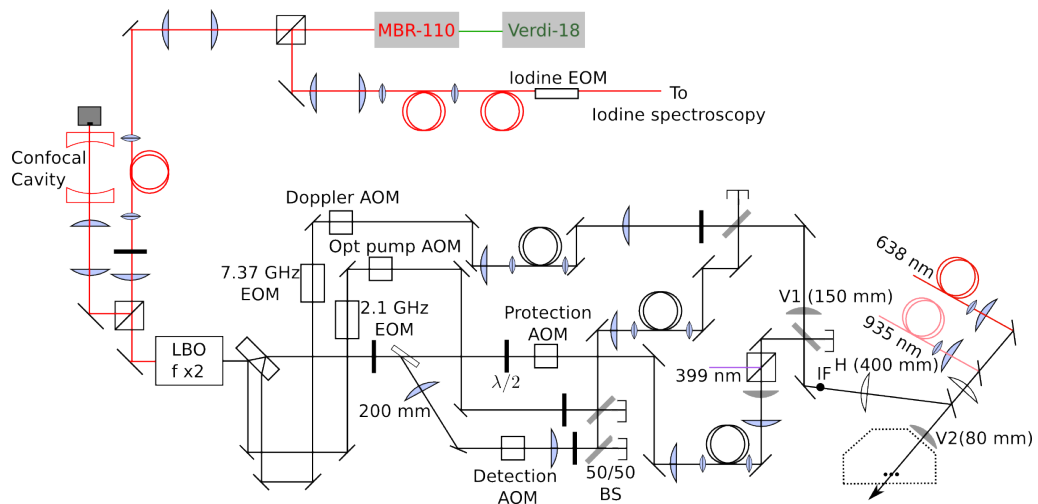 MBR-110
Verdi-18
Iodine EOM
To
Iodine spectroscopy
Confocal
Cavity
Doppler AOM
Opt pump AOM
7.37 GHz
EOM
2.1 GHz
EOM
Protection
AOM
638 nm
935 nm
V1 (150 mm)
LBO
f x2
λ/2
399 nm
IF
H (400 mm)
200 mm
V2(80 mm)
Detection
AOM
50/50
BS